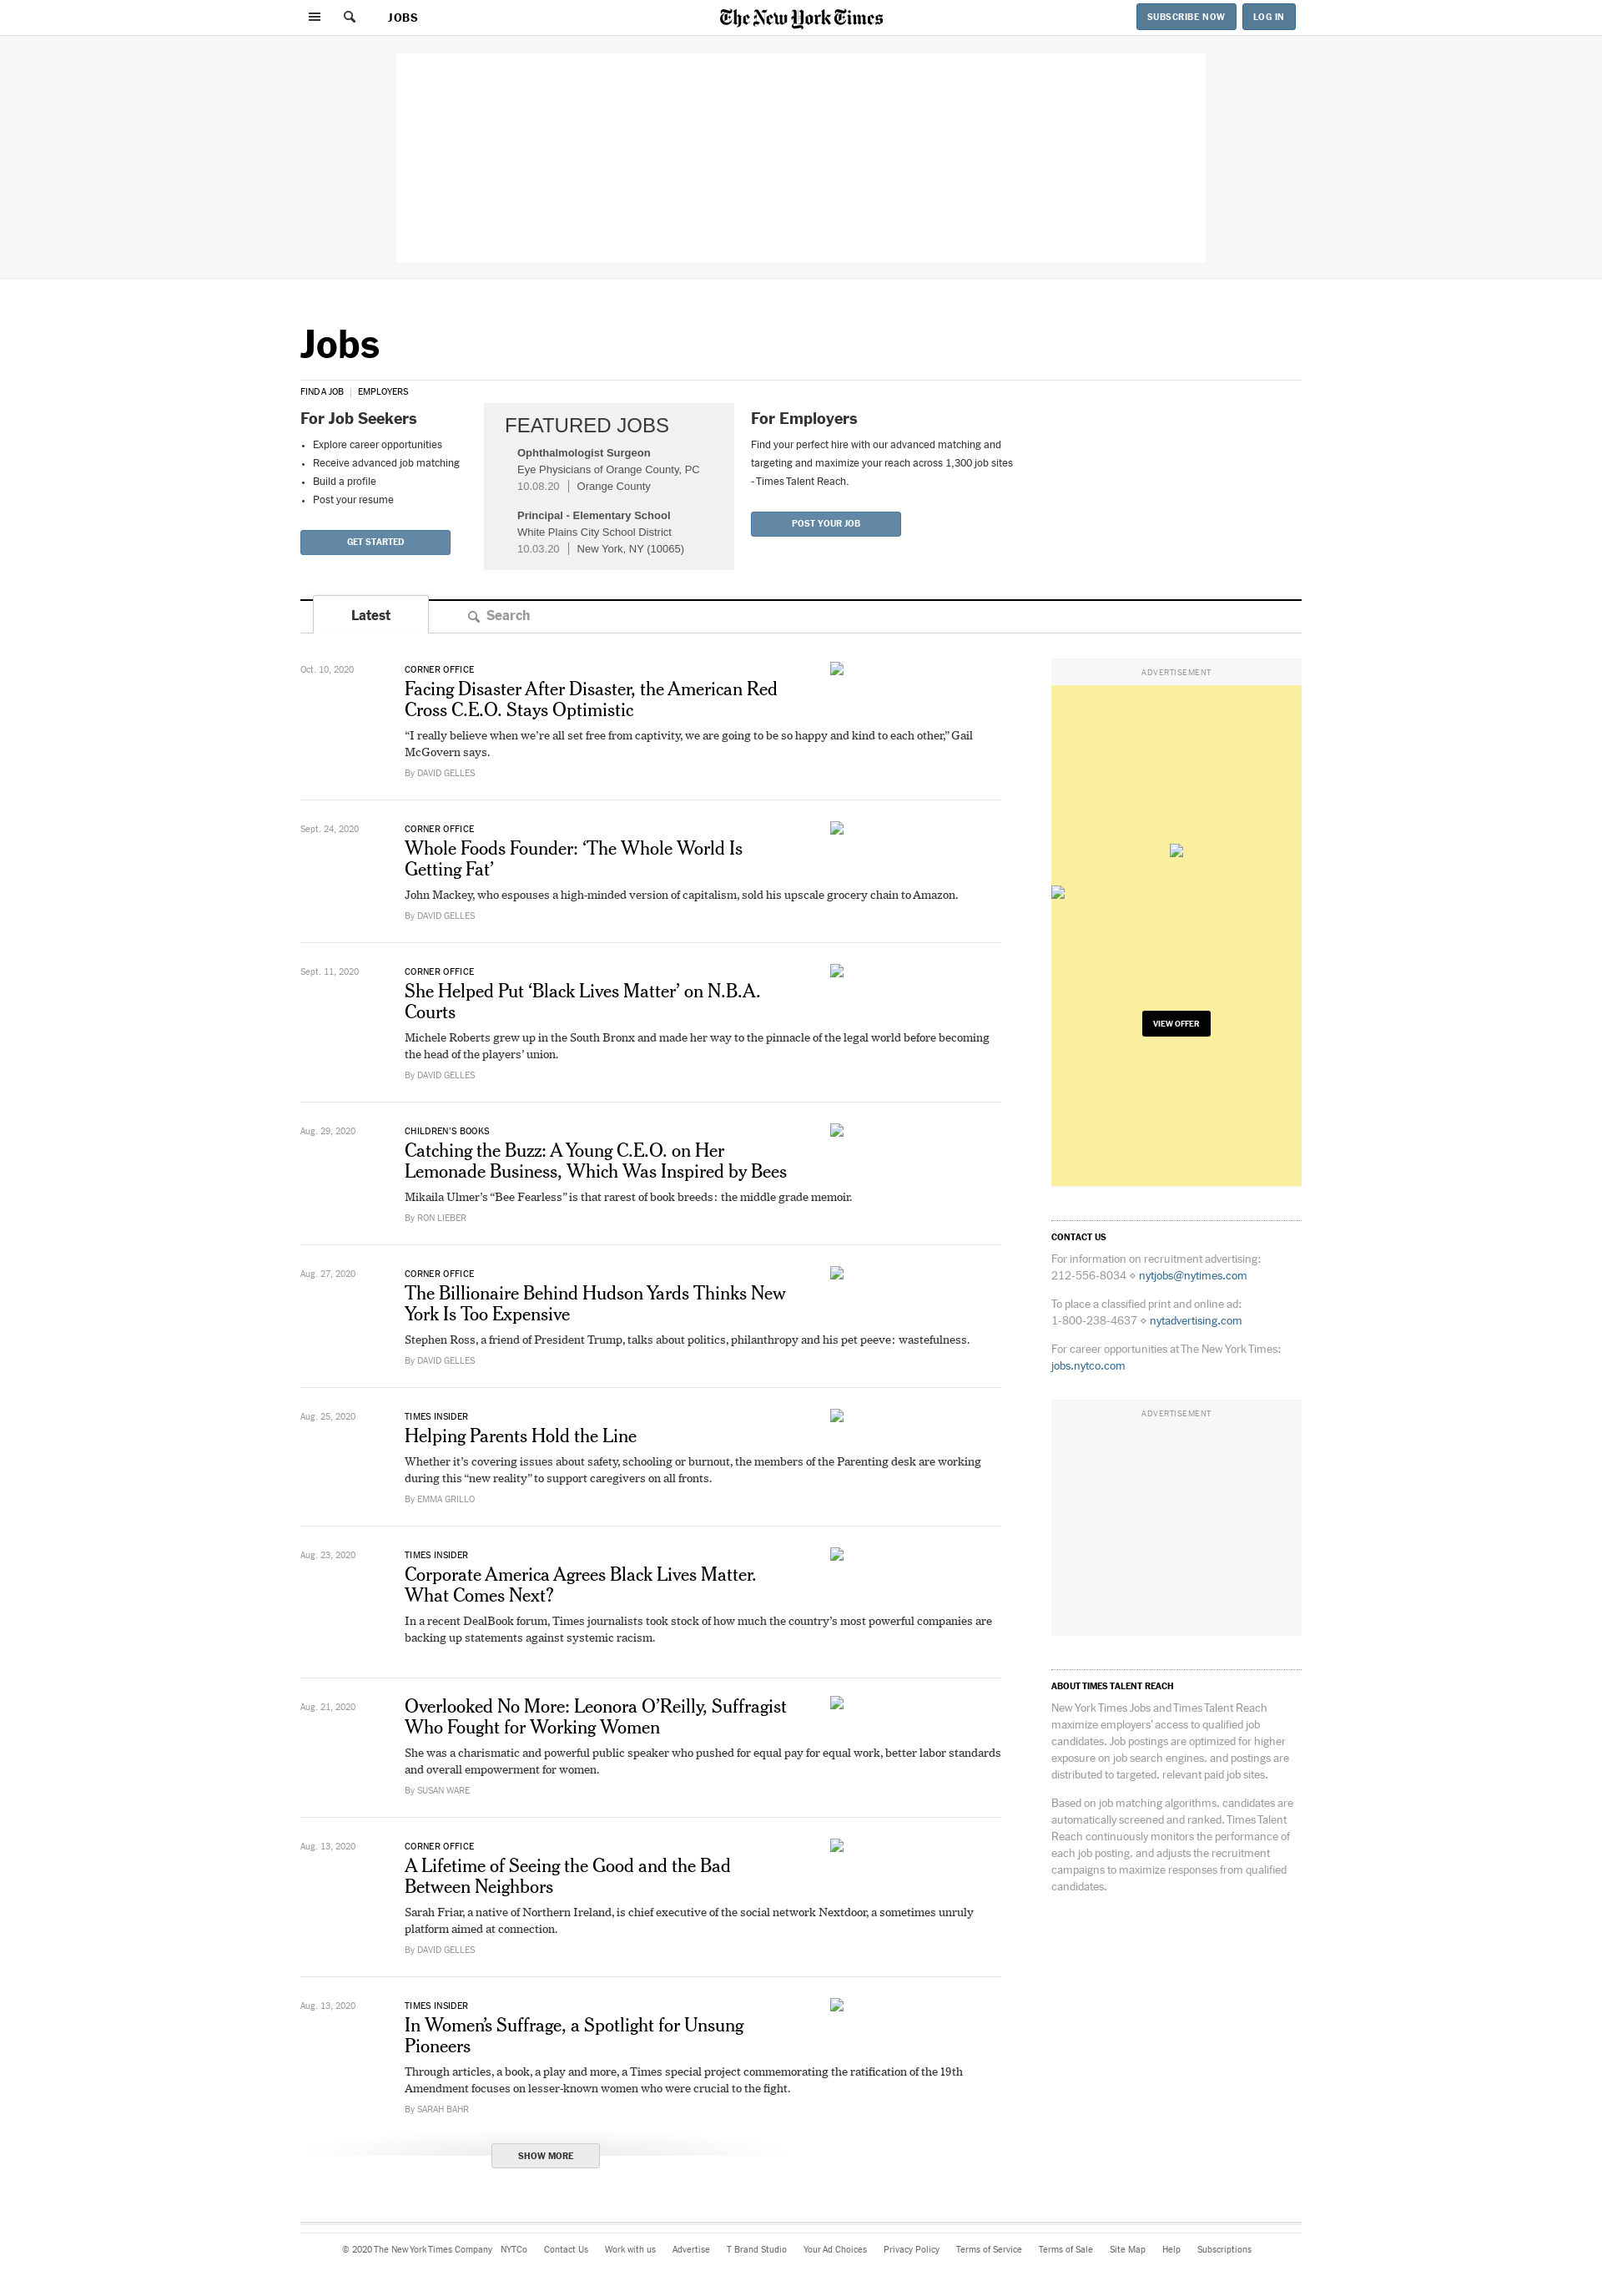 JOBS
The New York Times
SUBSCRIBE NOW
LOG IN
Jobs
FIND A JOB | EMPLOYERS
For Job Seekers
Explore career opportunities
Receive advanced job matching
Build a profile
Post your resume
GET STARTED
FEATURED JOBS
Ophthalmologist Surgeon
Eye Physicians of Orange County, PC
10.08.20 | Orange County
Principal - Elementary School
White Plains City School District
10.03.20 | New York, NY (10065)
For Employers
Find your perfect hire with our advanced matching and
targeting and maximize your reach across 1,300 job sites
- Times Talent Reach.
POST YOUR JOB
Latest
Search
Oct. 10, 2020
CORNER OFFICE
Facing Disaster After Disaster, the American Red
Cross C.E.O. Stays Optimistic
“I really believe when we’re all set free from captivity, we are going to be so happy and kind to each other,” Gail
McGovern says.
By DAVID GELLES
Sept. 24, 2020
CORNER OFFICE
Whole Foods Founder: ‘The Whole World Is
Getting Fat’
John Mackey, who espouses a high-minded version of capitalism, sold his upscale grocery chain to Amazon.
By DAVID GELLES
Sept. 11, 2020
CORNER OFFICE
She Helped Put ‘Black Lives Matter’ on N.B.A.
Courts
Michele Roberts grew up in the South Bronx and made her way to the pinnacle of the legal world before becoming
the head of the players’ union.
By DAVID GELLES
Aug. 29, 2020
CHILDREN’S BOOKS
Catching the Buzz: A Young C.E.O. on Her
Lemonade Business, Which Was Inspired by Bees
Mikaila Ulmer’s “Bee Fearless” is that rarest of book breeds: the middle grade memoir.
By RON LIEBER
Aug. 27, 2020
CORNER OFFICE
The Billionaire Behind Hudson Yards Thinks New
York Is Too Expensive
Stephen Ross, a friend of President Trump, talks about politics, philanthropy and his pet peeve: wastefulness.
By DAVID GELLES
Aug. 25, 2020
TIMES INSIDER
Helping Parents Hold the Line
Whether it’s covering issues about safety, schooling or burnout, the members of the Parenting desk are working
during this “new reality” to support caregivers on all fronts.
By EMMA GRILLO
Aug. 23, 2020
TIMES INSIDER
Corporate America Agrees Black Lives Matter.
What Comes Next?
In a recent DealBook forum, Times journalists took stock of how much the country’s most powerful companies are
backing up statements against systemic racism.
Aug. 21, 2020
Overlooked No More: Leonora O’Reilly, Suffragist
Who Fought for Working Women
She was a charismatic and powerful public speaker who pushed for equal pay for equal work, better labor standards
and overall empowerment for women.
By SUSAN WARE
Aug. 13, 2020
CORNER OFFICE
A Lifetime of Seeing the Good and the Bad
Between Neighbors
Sarah Friar, a native of Northern Ireland, is chief executive of the social network Nextdoor, a sometimes unruly
platform aimed at connection.
By DAVID GELLES
Aug. 13, 2020
TIMES INSIDER
In Women’s Suffrage, a Spotlight for Unsung
Pioneers
Through articles, a book, a play and more, a Times special project commemorating the ratification of the 19th
Amendment focuses on lesser-known women who were crucial to the fight.
By SARAH BAHR
SHOW MORE
ADVERTISEMENT
VIEW OFFER
CONTACT US
For information on recruitment advertising:
212-556-8034 ⋄ nytjobs@nytimes.com
To place a classified print and online ad:
1-800-238-4637 ⋄ nytadvertising.com
For career opportunities at The New York Times:
jobs.nytco.com
ADVERTISEMENT
ABOUT TIMES TALENT REACH
New York Times Jobs and Times Talent Reach
maximize employers’ access to qualified job
candidates. Job postings are optimized for higher
exposure on job search engines, and postings are
distributed to targeted, relevant paid job sites.
Based on job matching algorithms, candidates are
automatically screened and ranked. Times Talent
Reach continuously monitors the performance of
each job posting, and adjusts the recruitment
campaigns to maximize responses from qualified
candidates.
© 2020 The New York Times Company NYTCo Contact Us Work with us Advertise T Brand Studio Your Ad Choices Privacy Policy Terms of Service Terms of Sale Site Map Help Subscriptions